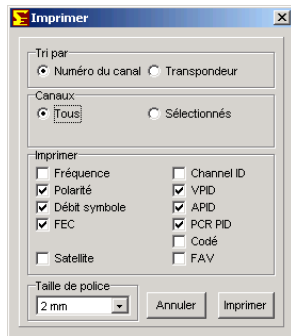 Imprimer
Tri par
Numéro du canal Transpondeur
Canaux
Tous Sélectionnés
Imprimer
Fréquence Channel ID
Polarité VPID
Débit symbole APID
FEC PCR PID
Codé
Satellite FAV
Taille de police
2 mm Annuler Imprimer